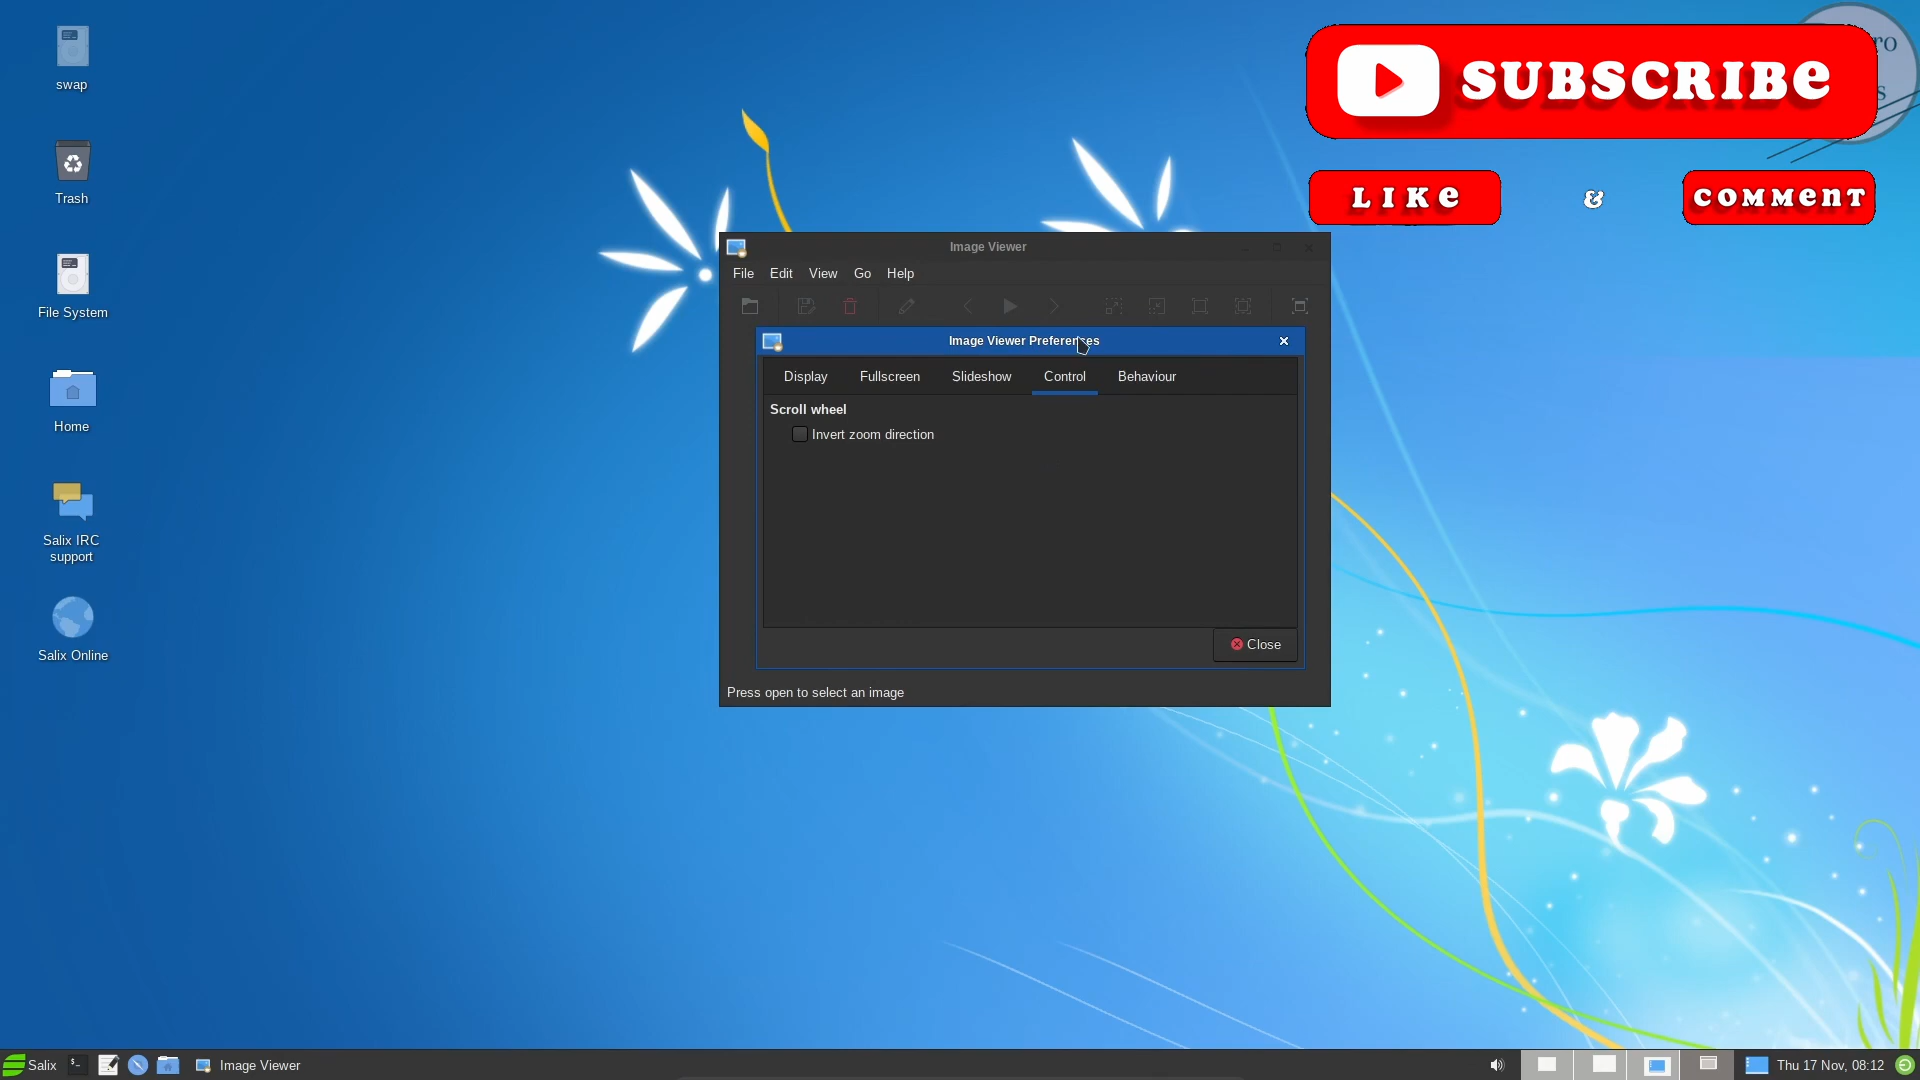 swap
Trash
File System
Home
Salix IRC
support
Salix Online
SUBSCRIBe
LIKe
&
COMMeNT
Image Viewer
File Edit View Go Help
Image Viewer Preferences
Display Fullscreen Slideshow Control Behaviour
Scroll wheel
Invert zoom direction
Close
Press open to select an image
Salix
Image Viewer
Thu 17 Nov, 08:12